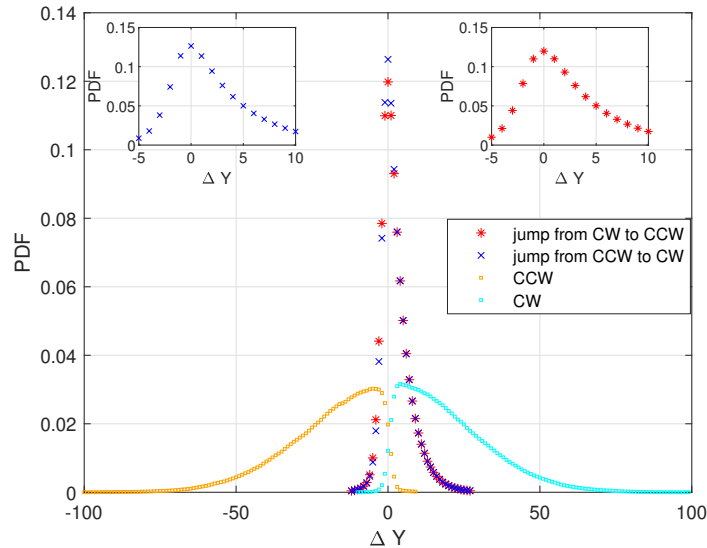 0.14
0.12
0.1
0.08
0.06
0.04
0.02
0
-100
-50
0
50
100
PDF
Δ Y
0.15
0.1
0.05
0
-5
0
5
10
PDF
Δ Y
0.15
0.1
0.05
0
-5
0
5
10
PDF
Δ Y
jump from CW to CCW
jump from CCW to CW
CCW
CW